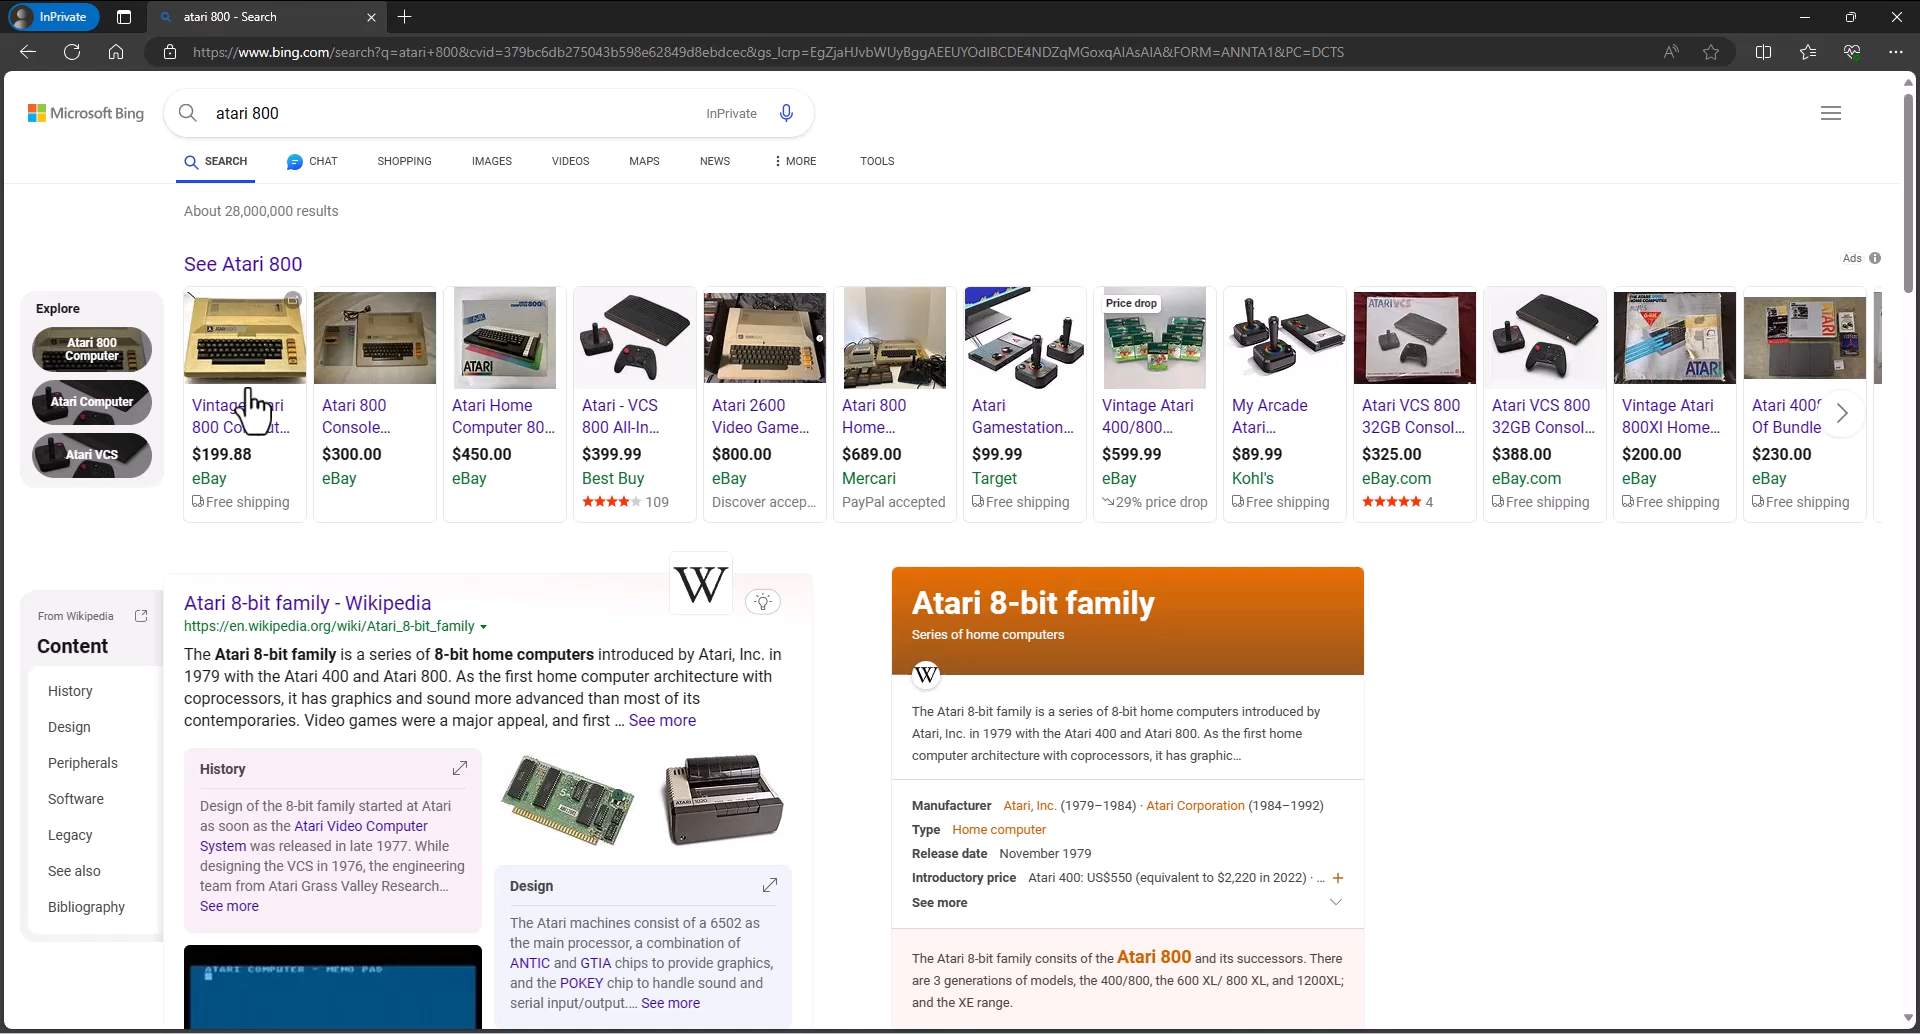 InPrivate
atari 800 - Search
https://www.bing.com/search?q=atari+800&cvid=379bc6db275043b598e62849d8ebdcec&gs_lcrp=EgZjaHJvbWUyBggAEEUYOdIBCDE4NDZqMGoxqAIAsAIA&FORM=ANNTA1&PC=DCTS
Microsoft Bing
atari 800
InPrivate
SEARCH CHAT SHOPPING IMAGES VIDEOS MAPS NEWS MORE TOOLS
About 28,000,000 results
See Atari 800
Ads
Explore
Atari 800
Computer
Atari Computer
Atari VCS
Vintage
800
$199.88
eBay
Free shipping
Atari 800
Console...
$300.00
eBay
Atari Home
Computer 80...
$450.00
eBay
Atari - VCS
800 All-In...
$399.99
Best Buy
109
Atari 2600
Video Game...
$800.00
eBay
Discover accep...
Atari 800
Home...
$689.00
Mercari
PayPal accepted
Atari
Gamestation...
$99.99
Target
Free shipping
Price drop
Vintage Atari
400/800...
$599.99
eBay
29% price drop
My Arcade
Atari...
$89.99
Kohl's
Free shipping
ATARI VCS
Atari VCS 800
32GB Consol...
$325.00
eBay.com
4
Atari VCS 800
32GB Consol...
$388.00
eBay.com
Free shipping
ATARI
Vintage Atari
800Xl Home...
$200.00
eBay
Free shipping
Atari 400
Of Bundle
$230.00
eBay
Free shipping
From Wikipedia
Content
History
Design
Peripherals
Software
Legacy
See also
Bibliography
W
Atari 8-bit family - Wikipedia
https://en.wikipedia.org/wiki/Atari_8-bit_family
The Atari 8-bit family is a series of 8-bit home computers introduced by Atari, Inc. in
1979 with the Atari 400 and Atari 800. As the first home computer architecture with
coprocessors, it has graphics and sound more advanced than most of its
contemporaries. Video games were a major appeal, and first ... See more
History
Design of the 8-bit family started at Atari
as soon as the Atari Video Computer
System was released in late 1977. While
designing the VCS in 1976, the engineering
team from Atari Grass Valley Research...
See more
ATARI COMPUTER - MEMO PAD
ATARI 1020
Design
The Atari machines consist of a 6502 as
the main processor, a combination of
ANTIC and GTIA chips to provide graphics,
and the POKEY chip to handle sound and
serial input/output.... See more
Atari 8-bit family
Series of home computers
W
The Atari 8-bit family is a series of 8-bit home computers introduced by
Atari, Inc. in 1979 with the Atari 400 and Atari 800. As the first home
computer architecture with coprocessors, it has graphic...
Manufacturer Atari, Inc. (1979–1984) · Atari Corporation (1984–1992)
Type Home computer
Release date November 1979
Introductory price Atari 400: US$550 (equivalent to $2,220 in 2022) · ...
See more
The Atari 8-bit family consits of the Atari 800 and its successors. There
are 3 generations of models, the 400/800, the 600 XL/ 800 XL, and 1200XL;
and the XE range.